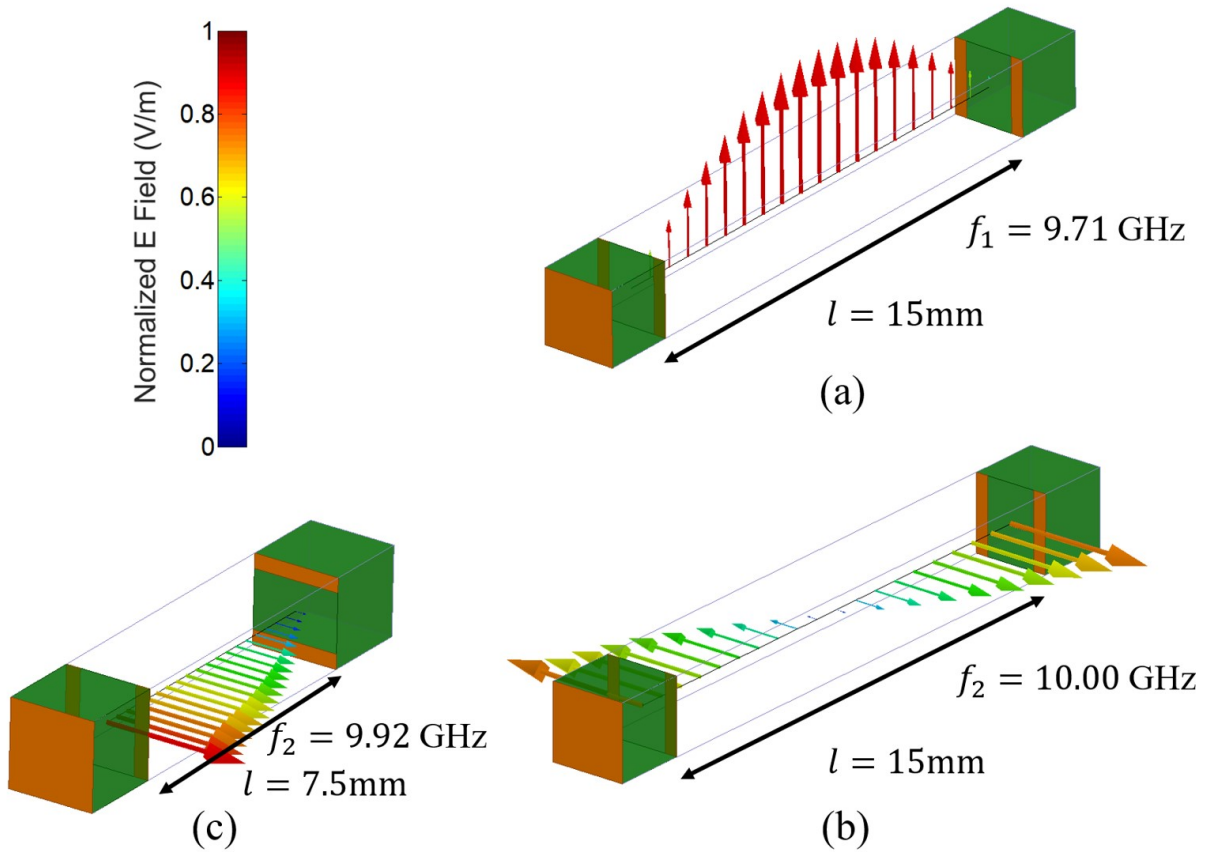 Normalized E Field (V/m)
1
0.8
0.6
0.4
0.2
0
f₁ = 9.71 GHz
l = 15mm
(a)
f₂ = 9.92 GHz
l = 7.5mm
(c)
f₂ = 10.00 GHz
l = 15mm
(b)